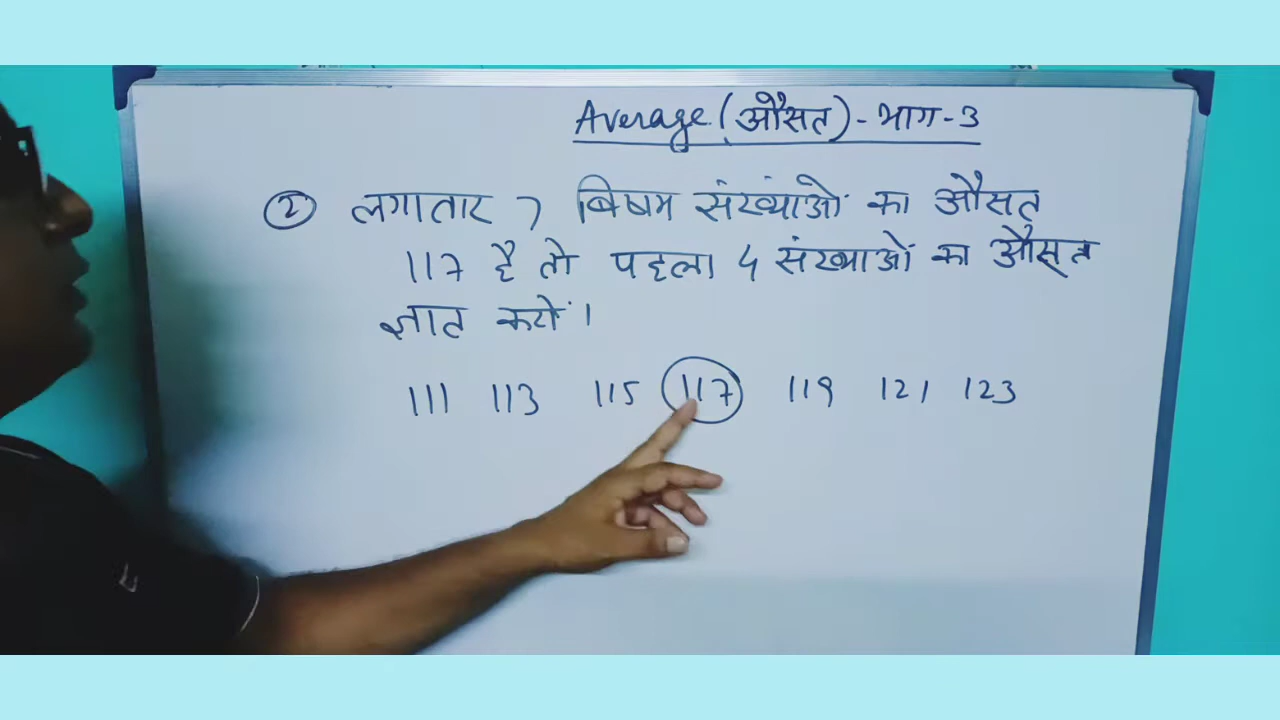 Average (औसत) - भाग - 3
② लगातार 7 बिषम संख्यांओं का औसत्
117 है तो पहला 4 संख्याओं का औसत्
ज्ञात करों।
111 113 115 117 119 121 123